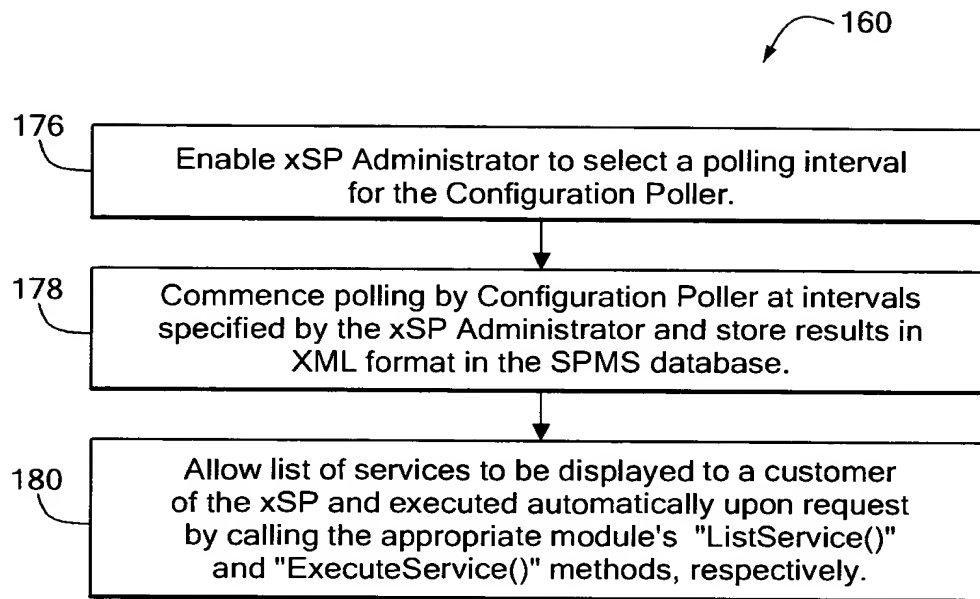 160
176
Enable xSP Administrator to select a polling interval
for the Configuration Poller.
178
Commence polling by Configuration Poller at intervals
specified by the xSP Administrator and store results in
XML format in the SPMS database.
180
Allow list of services to be displayed to a customer
of the xSP and executed automatically upon request
by calling the appropriate module's "ListService()"
and "ExecuteService()" methods, respectively.